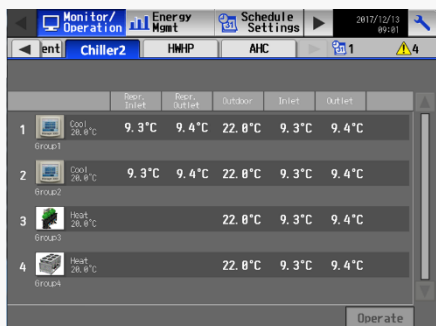 Monitor/ Operation Energy Mgmt Schedule Settings 2017/12/13 09:01
ent Chiller2 HWHP AHC 1 4
Repr. Inlet Repr. Outlet Outdoor Inlet Outlet
1 Cool 20.0°C 9.3°C 9.4°C 22.0°C 9.3°C 9.4°C
Group1
2 Cool 20.0°C 9.3°C 9.4°C 22.0°C 9.3°C 9.4°C
Group2
3 Heat 20.0°C 22.0°C 9.3°C 9.4°C
Group3
4 Heat 20.0°C 22.0°C 9.3°C 9.4°C
Group4
Operate